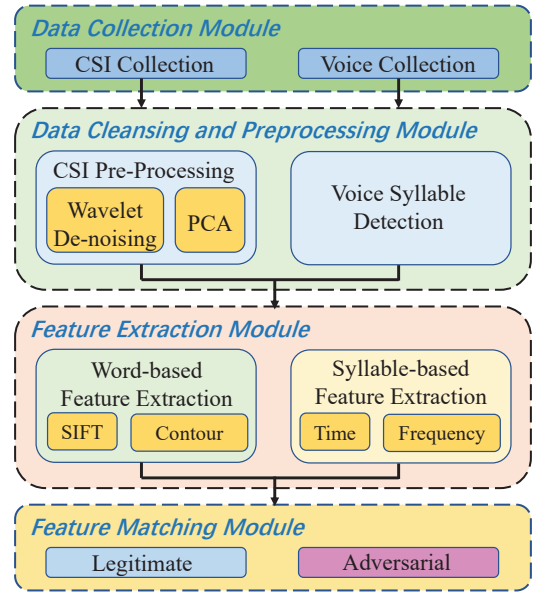 Data Collection Module
CSI Collection
Voice Collection
Data Cleansing and Preprocessing Module
CSI Pre-Processing
Wavelet
De-noising
PCA
Voice Syllable
Detection
Feature Extraction Module
Word-based
Feature Extraction
SIFT
Contour
Syllable-based
Feature Extraction
Time
Frequency
Feature Matching Module
Legitimate
Adversarial